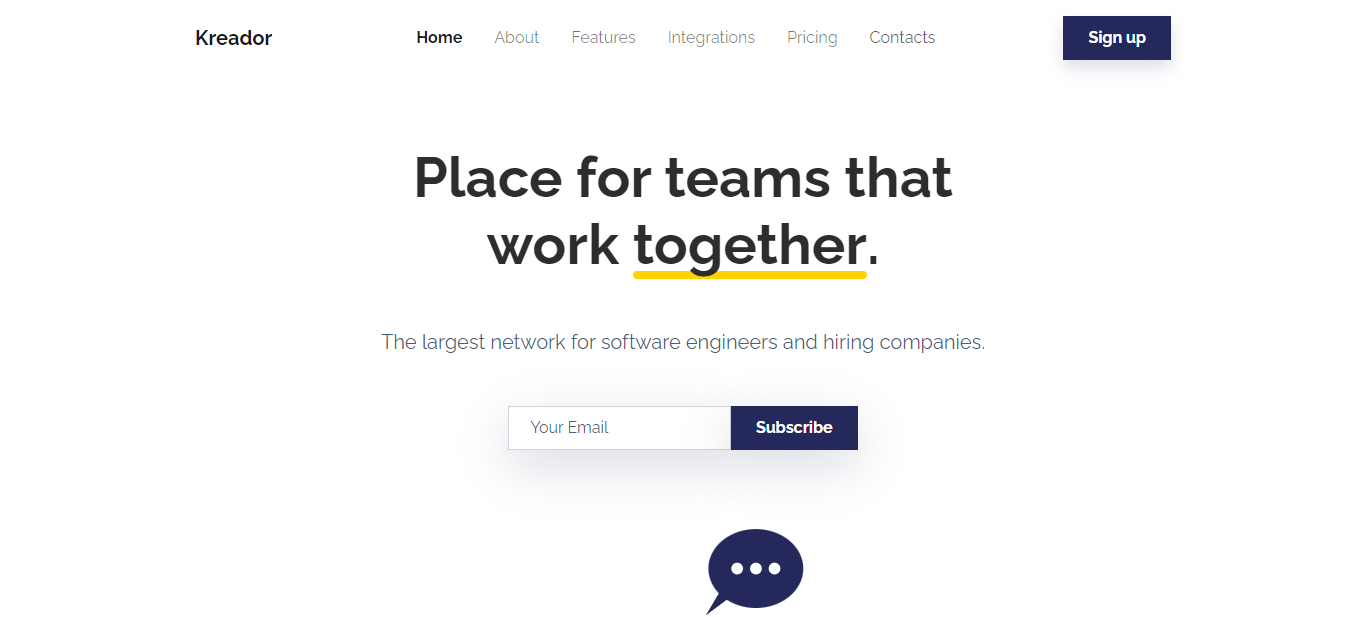 Kreador
Home About Features Integrations Pricing Contacts
Sign up
Place for teams that
work together.
The largest network for software engineers and hiring companies.
Your Email
Subscribe